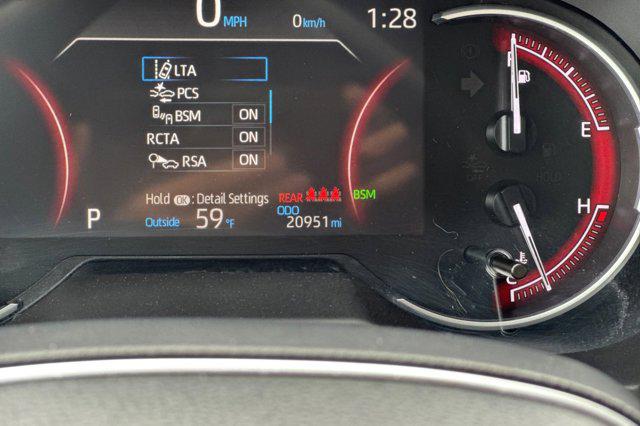 0 MPH 0 km/h 1:28
LTA
PCS
BSM ON
RCTA ON
RSA ON
Hold OK : Detail Settings REAR BSM
P Outside 59 °F ODO 20951 mi
F
E
H
C
HOLD